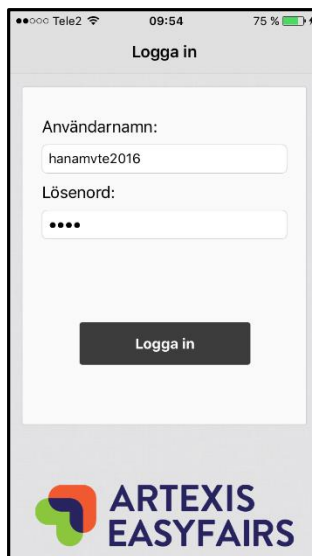 Tele2 09:54 75 %
Logga in
Användarnamn:
hanamvte2016
Lösenord:
••••
Logga in
ARTEXIS
EASYFAIRS